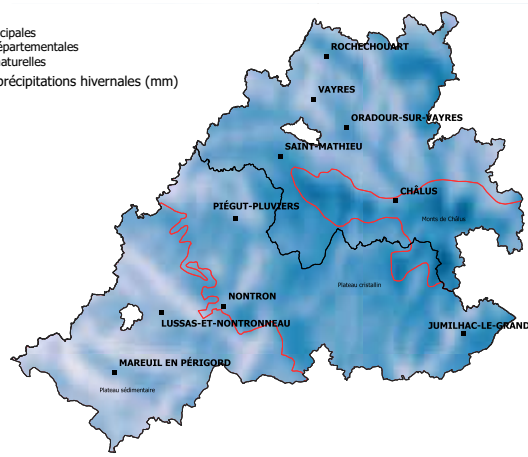 cipales
épartementales
naturelles
précipitations hivernales (mm)
ROCHECHOUART
VAYRES
ORADOUR-SUR-VAYRES
SAINT-MATHIEU
CHÂLUS
PIÉGUT-PLUVIERS
Monts de Châlus
Plateau cristallin
NONTRON
LUSSAS-ET-NONTRONNEAU
JUMILHAC-LE-GRAND
MAREUIL EN PÉRIGORD
Plateau sédimentaire